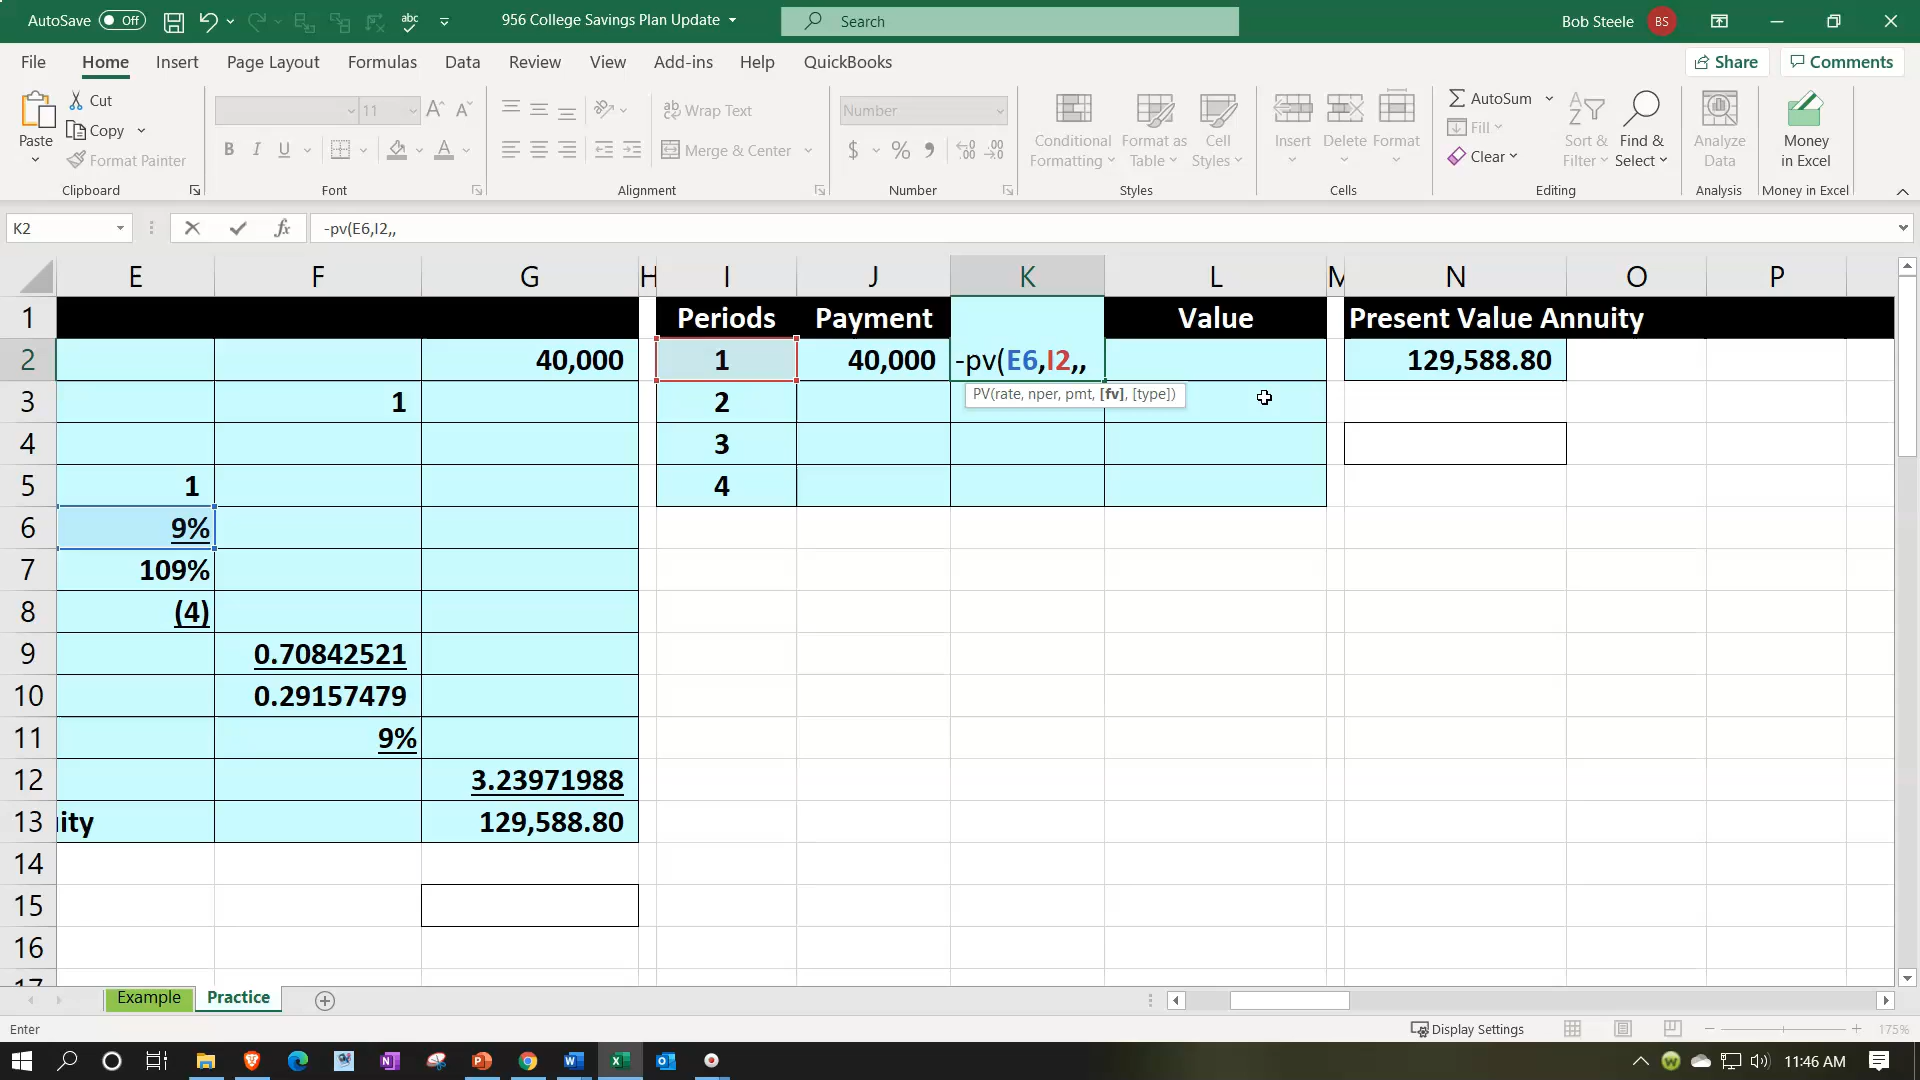 AutoSave Off abc 956 College Savings Plan Update Search Bob Steele BS
File Home Insert Page Layout Formulas Data Review View Add-ins Help QuickBooks Share Comments
Paste Cut Copy Format Painter Clipboard
11 A A B I U A Font
ab Wrap Text Merge & Center Alignment
Number $ % 9 Number
Conditional Formatting Format as Table Cell Styles Styles
Insert Delete Format Cells
AutoSum Fill Clear Sort & Filter Find & Select Editing
Analyze Data Analysis
Money in Excel Money in Excel
K2 fx -pv(E6,I2,,
E F G H I J K L M N O P
1 Periods Payment Value Present Value Annuity
2 40,000 1 40,000 -pv(E6,I2,, 129,588.80
PV(rate, nper, pmt, [fv], [type])
3 1 2
4 3
5 1 4
6 9%
7 109%
8 (4)
9 0.70842521
10 0.29157479
11 9%
12 3.23971988
13 ity 129,588.80
14
15
16
17
Example Practice
Enter Display Settings 175%
11:46 AM